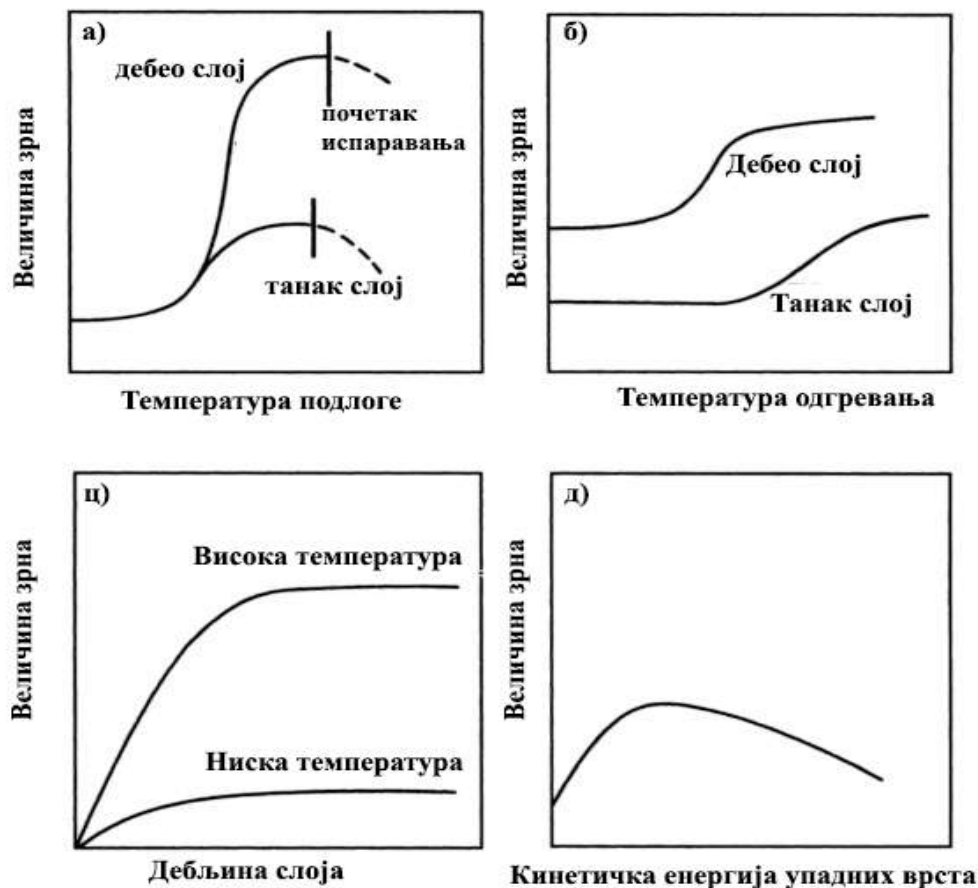 а)
дебео слој
почетак
испаравања
танак слој
Величина зрна
Температура подлоге
б)
Дебео слој
Танак слој
Величина зрна
Температура одгревања
ц)
Висока температура
Ниска температура
Величина зрна
Дебљина слоја
д)
Величина зрна
Кинетичка енергија упадних врста